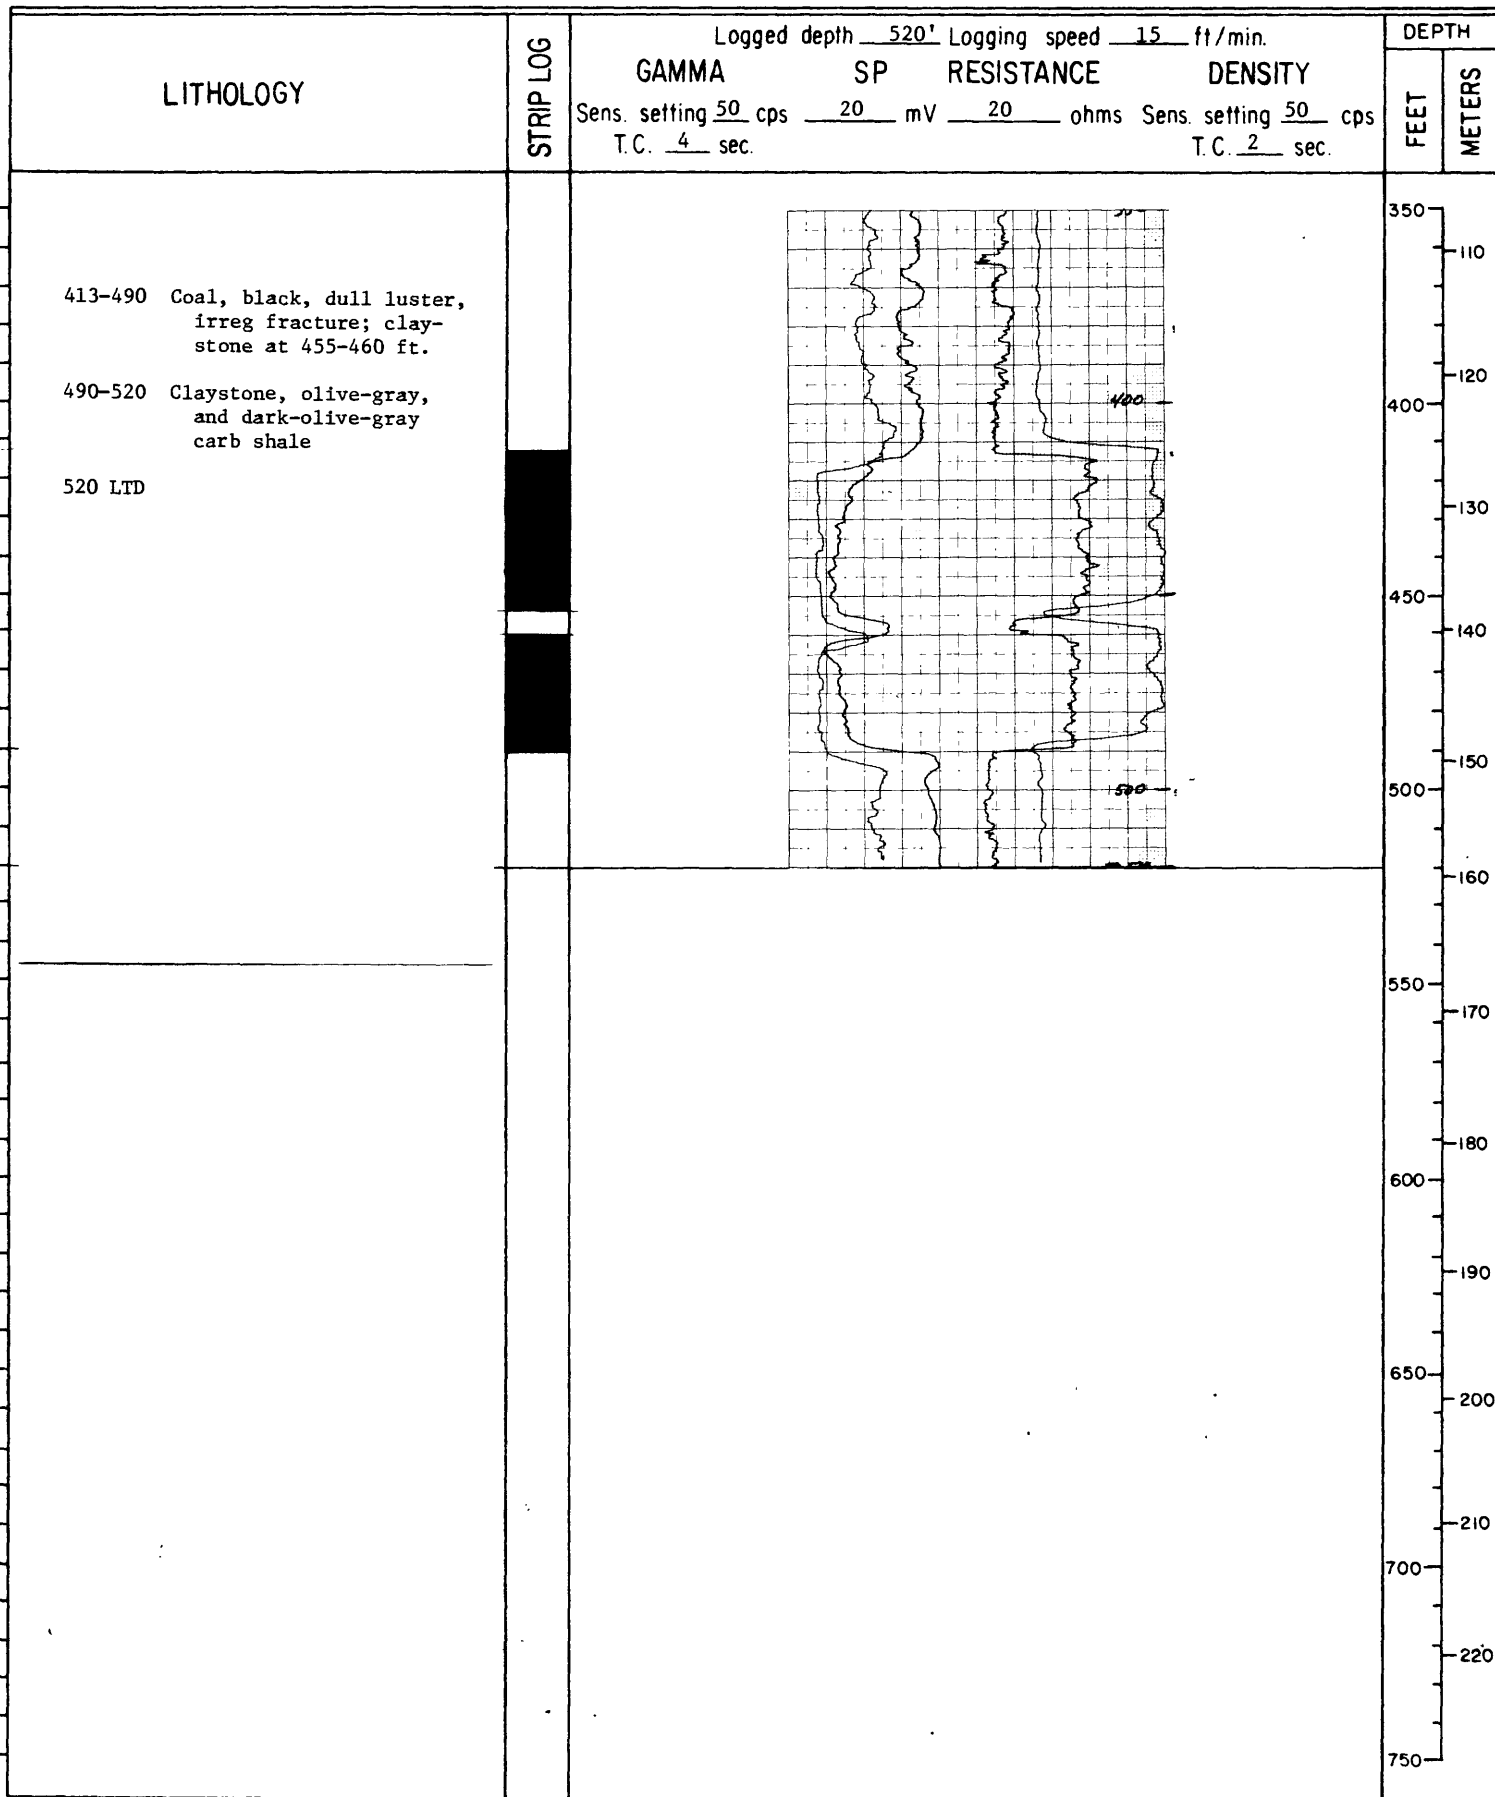 LITHOLOGY
STRIP LOG
Logged depth 520' Logging speed 15 ft/min.
GAMMA SP RESISTANCE DENSITY
Sens. setting 50 cps 20 mV 20 ohms Sens. setting 50 cps
T.C. 4 sec. T.C. 2 sec.
DEPTH
FEET
METERS
413-490 Coal, black, dull luster,
irreg fracture; clay-
stone at 455-460 ft.
490-520 Claystone, olive-gray,
and dark-olive-gray
carb shale
520 LTD
400
500
350
110
120
400
130
450
140
150
500
160
550
170
180
600
190
650
200
210
700
220
750